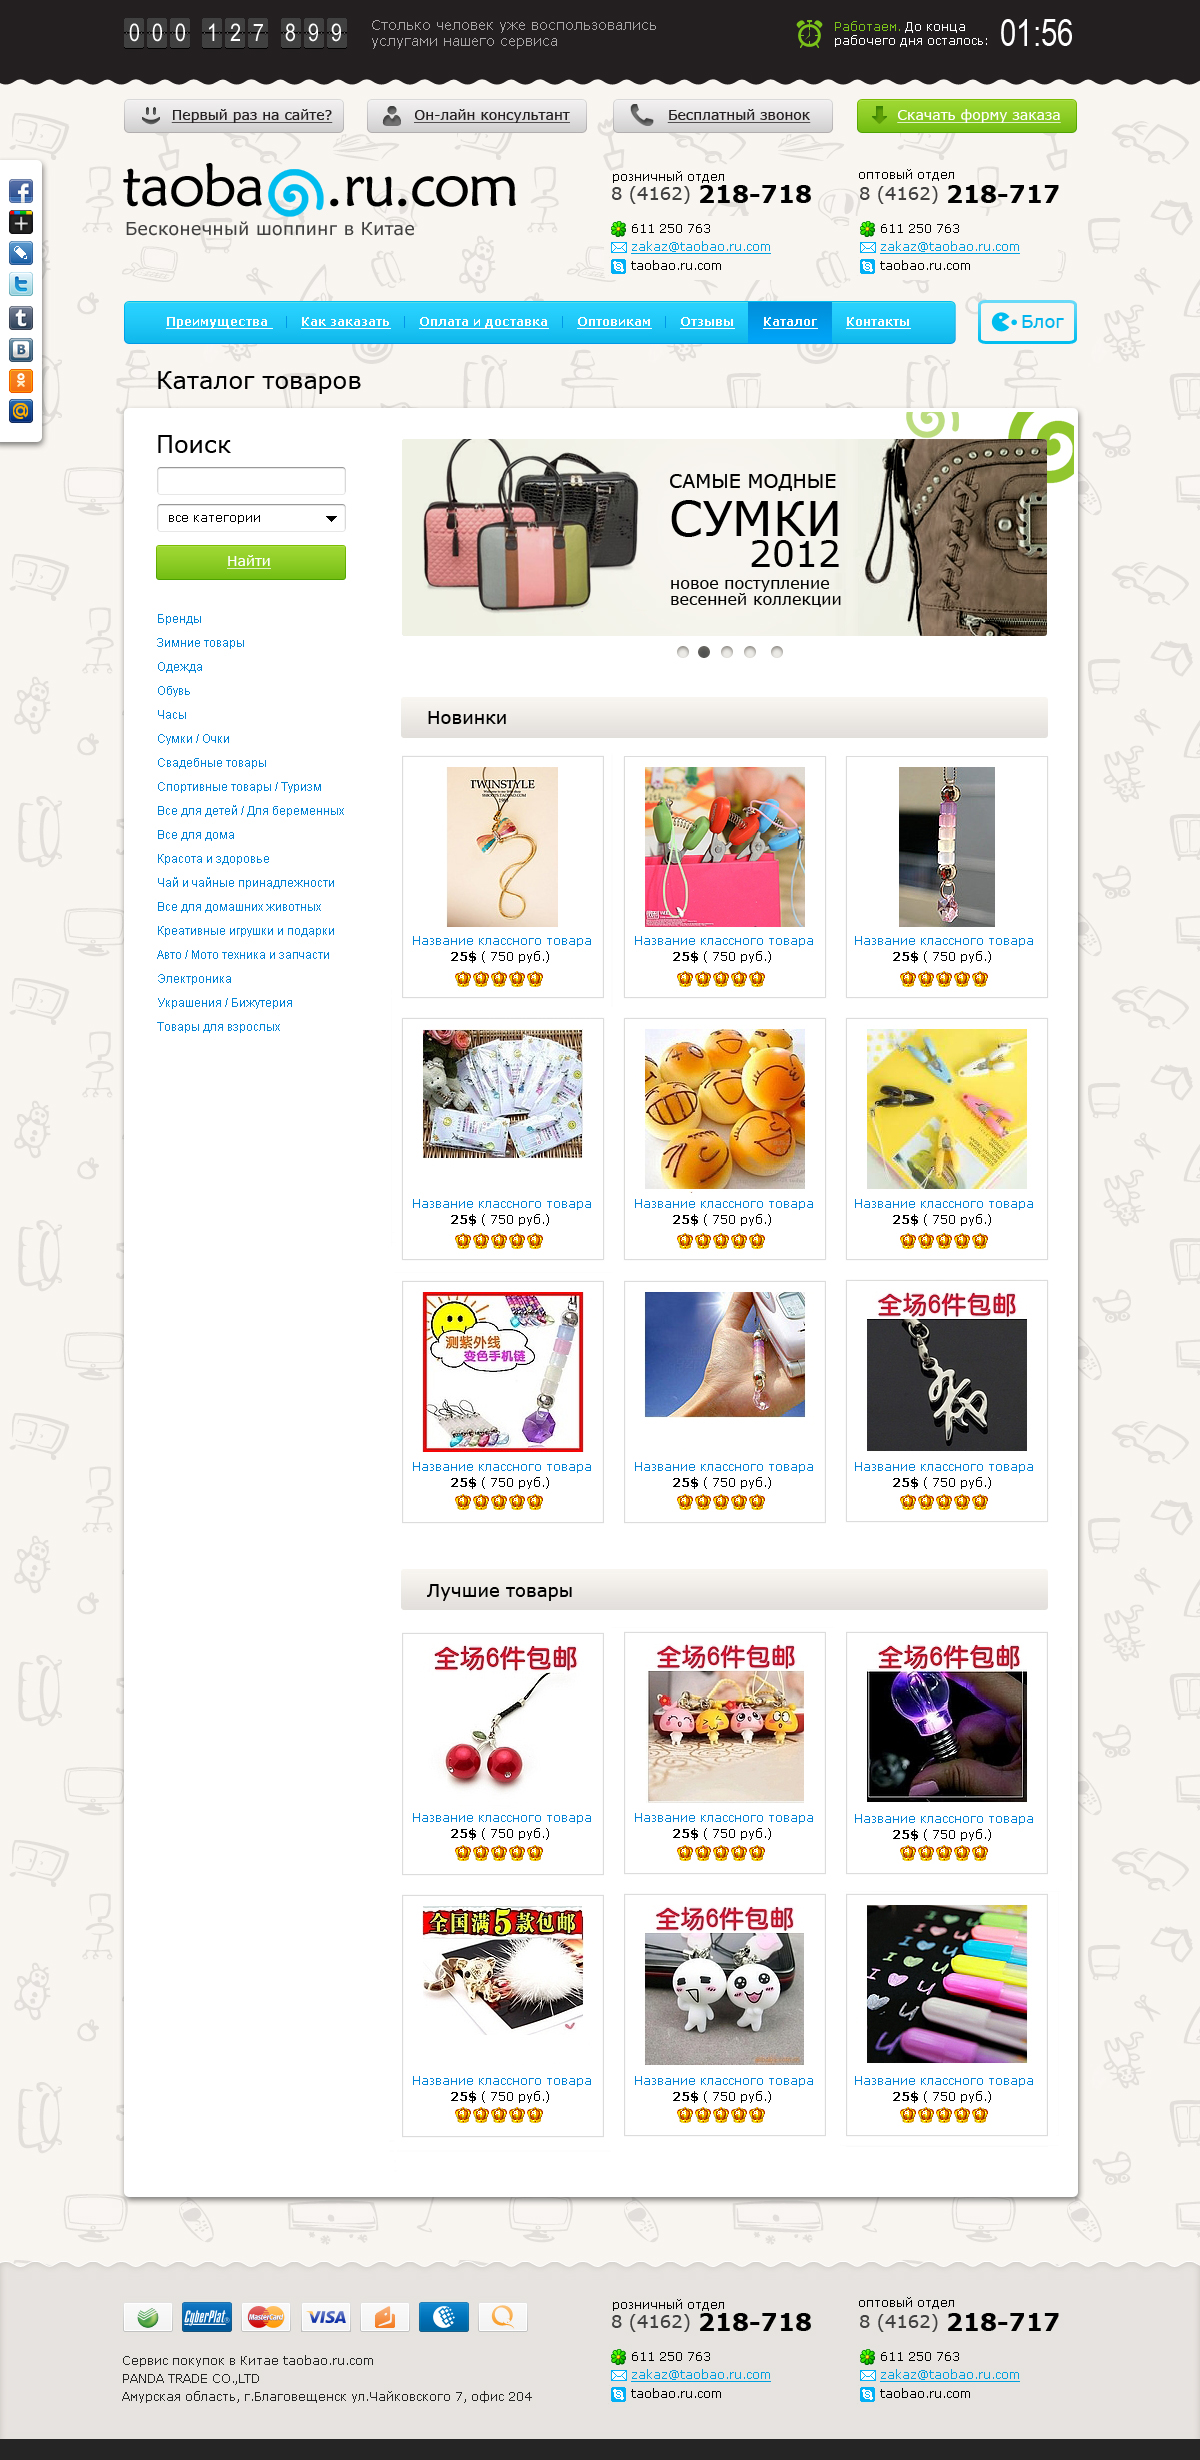 000 127 899
Столько человек уже воспользовались
услугами нашего сервиса
Работаем. До конца
рабочего дня осталось:
01:56
Первый раз на сайте?
Он-лайн консультант
Бесплатный звонок
Скачать форму заказа
taobao.ru.com
Бесконечный шоппинг в Китае
розничный отдел
8 (4162) 218-718
611 250 763
zakaz@taobao.ru.com
taobao.ru.com
оптовый отдел
8 (4162) 218-717
611 250 763
zakaz@taobao.ru.com
taobao.ru.com
Преимущества
Как заказать
Оплата и доставка
Оптовикам
Отзывы
Каталог
Контакты
Блог
Каталог товаров
Поиск
все категории
Найти
Бренды
Зимние товары
Одежда
Обувь
Часы
Сумки / Очки
Свадебные товары
Спортивные товары / Туризм
Все для детей / Для беременных
Все для дома
Красота и здоровье
Чай и чайные принадлежности
Все для домашних животных
Креативные игрушки и подарки
Авто / Мото техника и запчасти
Электроника
Украшения / Бижутерия
Товары для взрослых
САМЫЕ МОДНЫЕ
СУМКИ
2012
новое поступление
весенней коллекции
Новинки
TWINSTYLE
Название классного товара
25$ ( 750 руб.)
Название классного товара
25$ ( 750 руб.)
Название классного товара
25$ ( 750 руб.)
Название классного товара
25$ ( 750 руб.)
Название классного товара
25$ ( 750 руб.)
Название классного товара
25$ ( 750 руб.)
测紫外线
变色手机链
Название классного товара
25$ ( 750 руб.)
Название классного товара
25$ ( 750 руб.)
全场6件包邮
Название классного товара
25$ ( 750 руб.)
Лучшие товары
全场6件包邮
Название классного товара
25$ ( 750 руб.)
全场6件包邮
Название классного товара
25$ ( 750 руб.)
全场6件包邮
Название классного товара
25$ ( 750 руб.)
全国满5款包邮
Название классного товара
25$ ( 750 руб.)
全场6件包邮
Название классного товара
25$ ( 750 руб.)
I U
I U
I U
U
Название классного товара
25$ ( 750 руб.)
CyberPlat
MasterCard
VISA
Сервис покупок в Китае taobao.ru.com
PANDA TRADE CO.,LTD
Амурская область, г.Благовещенск ул.Чайковского 7, офис 204
розничный отдел
8 (4162) 218-718
611 250 763
zakaz@taobao.ru.com
taobao.ru.com
оптовый отдел
8 (4162) 218-717
611 250 763
zakaz@taobao.ru.com
taobao.ru.com